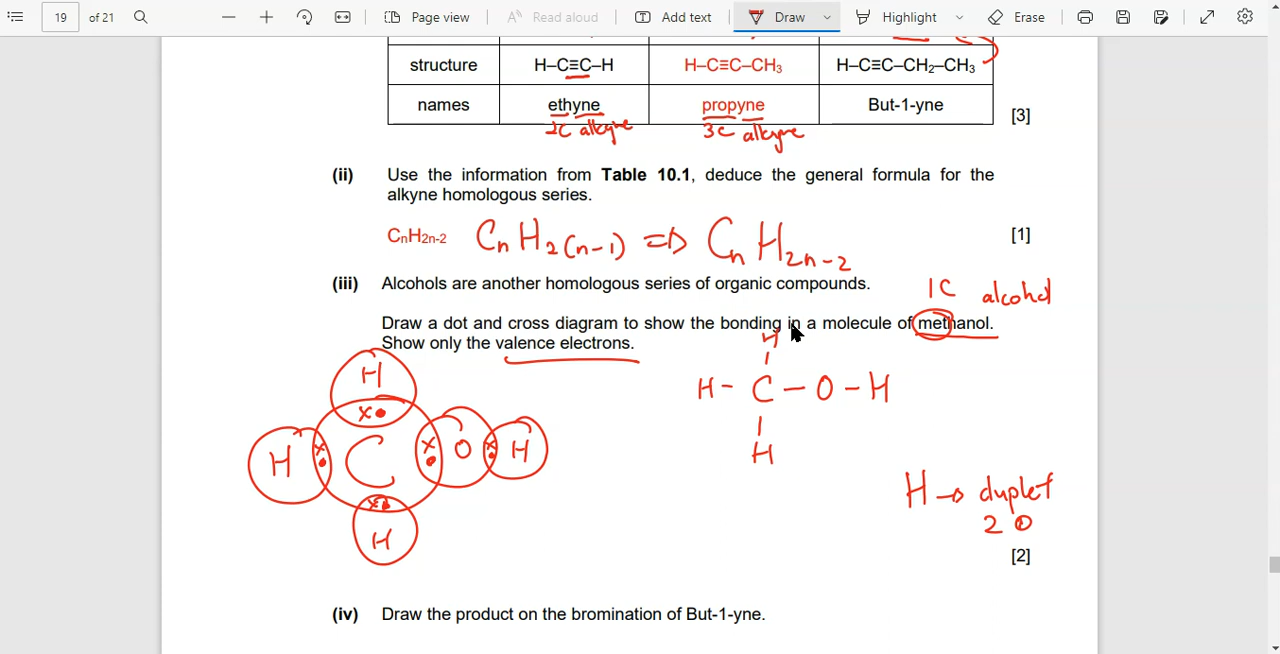 19 of 21 Page view Read aloud Add text Draw Highlight Erase
structure H–C≡C–H H–C≡C–CH₃ H–C≡C–CH₂–CH₃
names ethyne propyne But-1-yne
[3]
2C alkyne 3C alkyne
(ii) Use the information from Table 10.1, deduce the general formula for the
alkyne homologous series.
CnH2n-2 CnH2(n-1) ⇒ CnH2n-2 [1]
(iii) Alcohols are another homologous series of organic compounds.
1C alcohol
Draw a dot and cross diagram to show the bonding in a molecule of methanol.
Show only the valence electrons.
H
H
H - C - O - H
H C O H
H
H → duplet
2
H
[2]
(iv) Draw the product on the bromination of But-1-yne.